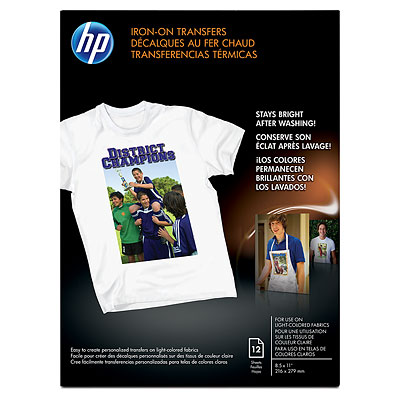 hp
IRON-ON TRANSFERS
DÉCALQUES AU FER CHAUD
TRANSFERENCIAS TÉRMICAS
STAYS BRIGHT
AFTER WASHING!
CONSERVE SON
ÉCLAT APRÈS LAVAGE!
¡LOS COLORES
PERMANECEN
BRILLANTES CON
LOS LAVADOS!
DISTRICT
CHAMPIONS
Easy to create personalized transfers on light-colored fabrics
Facile pour créer des décalques personnalisés sur des tissus de couleur claire
Cree fácilmente transferencias personalizadas para telas de colores claros
12
Sheets
Feuilles
Hojas
FOR USE ON
LIGHT-COLORED FABRICS
POUR UNE UTILISATION
SUR LES TISSUS DE
COULEUR CLAIRE
PARA USO EN TELAS DE
COLORES CLAROS
8.5 x 11"
216 x 279 mm